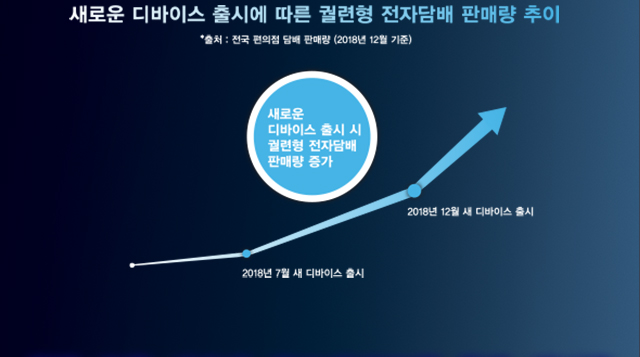 새로운 디바이스 출시에 따른 궐련형 전자담배 판매량 추이
*출처 : 전국 편의점 담배 판매량 (2018년 12월 기준)
새로운
디바이스 출시 시
궐련형 전자담배
판매량 증가
2018년 12월 새 디바이스 출시
2018년 7월 새 디바이스 출시